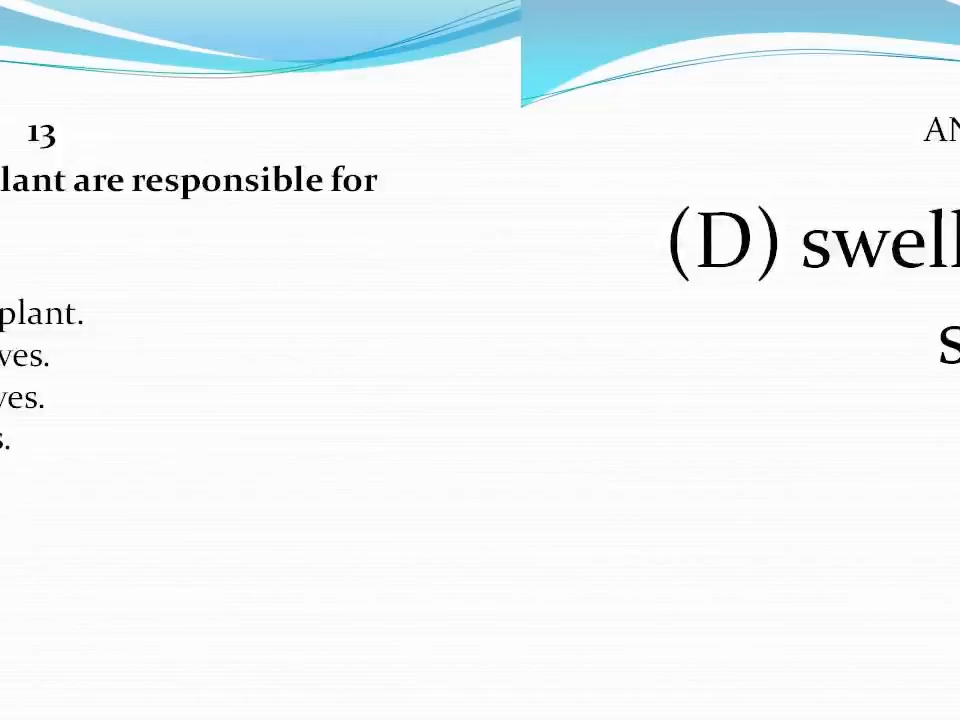 13
lant are responsible for
plant.
ves.
ves.
s.
AN
(D) swell
s